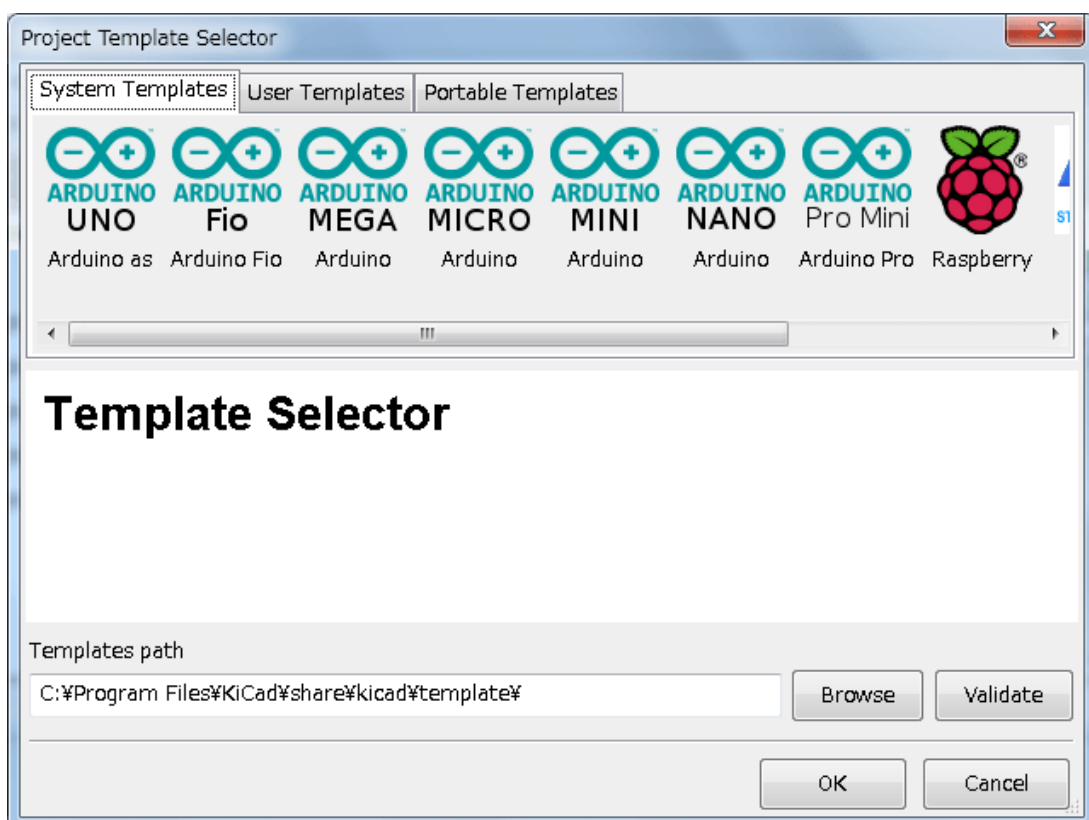 Project Template Selector
System Templates User Templates Portable Templates
ARDUINO ARDUINO ARDUINO ARDUINO ARDUINO ARDUINO ARDUINO ®
UNO Fio MEGA MICRO MINI NANO Pro Mini
Arduino as Arduino Fio Arduino Arduino Arduino Arduino Arduino Pro Raspberry
Template Selector
Templates path
C:¥Program Files¥KiCad¥share¥kicad¥template¥ Browse Validate
OK Cancel